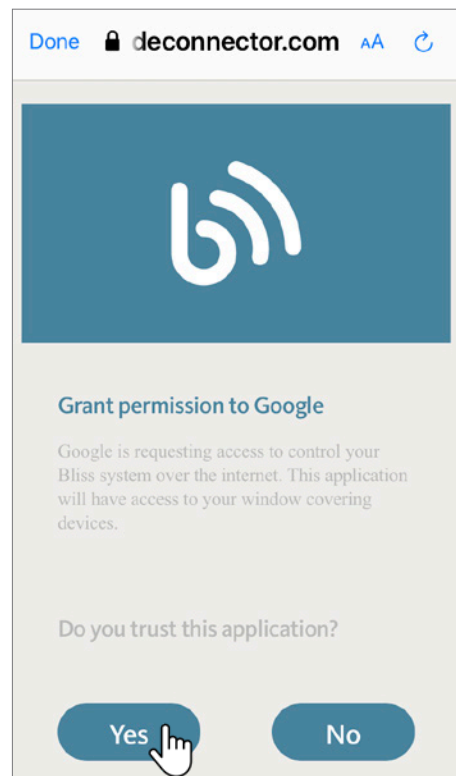 Done deconnector.com AA
Grant permission to Google
Google is requesting access to control your
Bliss system over the internet. This application
will have access to your window covering
devices.
Do you trust this application?
Yes No